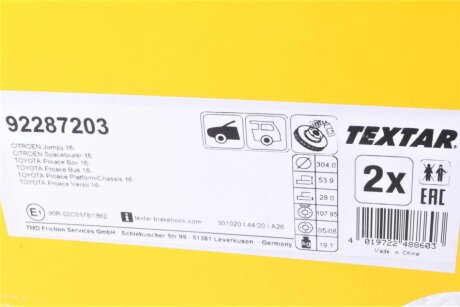 92287203
CITROEN Jumpy 16-
CITROEN Spacetourer 16-
TOYOTA Proace Box 16-
TOYOTA Proace Bus 16-
TOYOTA Proace Platform/Chassis 16-
TOYOTA Proace Verso 16-
E1 90R-02C0178/1862
i textar brakebook.com
301020 I 44/20 I A26
TMD Friction Services GmbH Schlebuscher Str 99 51381 Leverkusen Germany
304.0
53.9
28.0
187.95
05.08
KG 19.1
TEXTAR
2x
EAC
4 019722 488603
Made in China